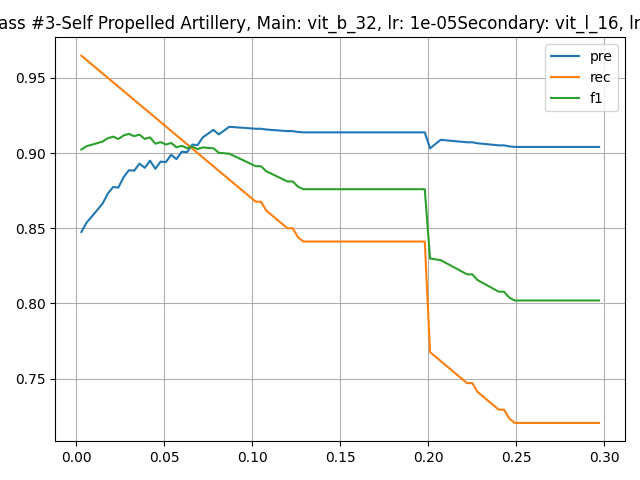 ass #3-Self Propelled Artillery, Main: vit_b_32, lr: 1e-05Secondary: vit_l_16, lr
pre
rec
f1
0.95
0.90
0.85
0.80
0.75
0.00 0.05 0.10 0.15 0.20 0.25 0.30